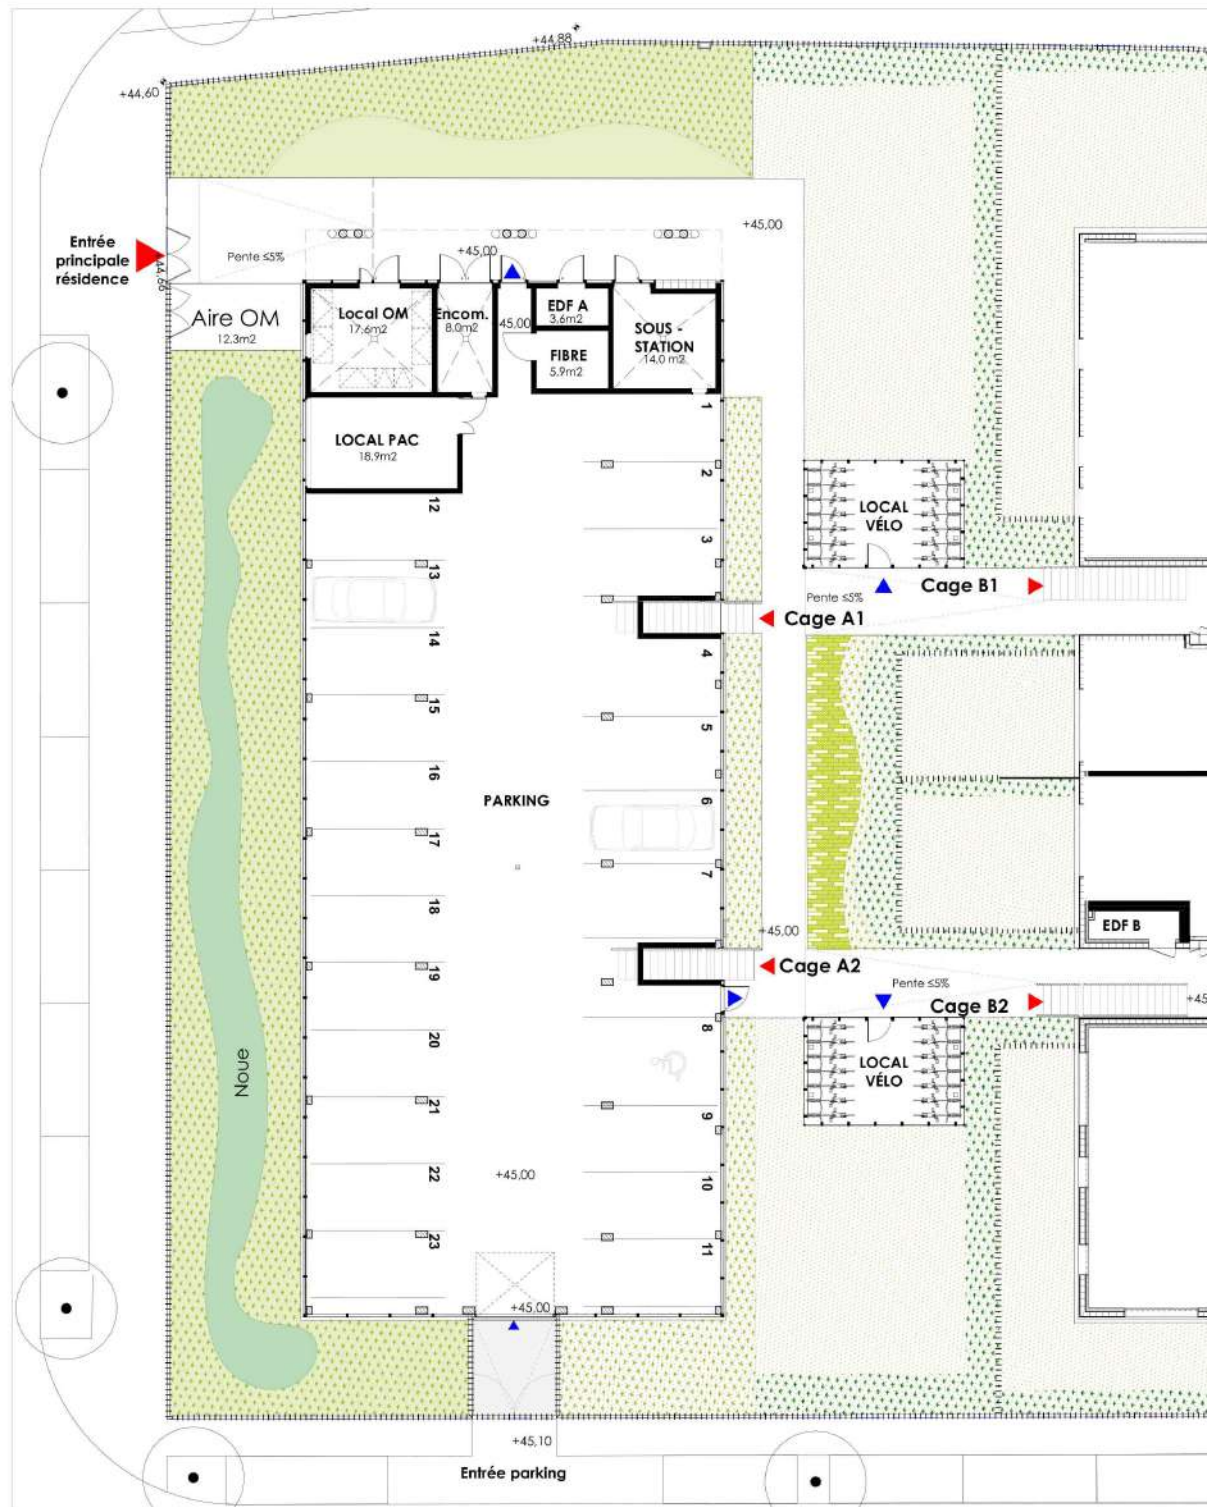 +44,88
+44,60
+45,00
Entrée
principale
résidence
44,66
Pente ≤5%
+45,00
Aire OM
12,3m2
Local OM
17,6m2
Encom.
8,0m2
45,00
EDF A
3,6m2
FIBRE
5,9m2
SOUS -
STATION
14,0 m2
LOCAL PAC
18,9m2
1
2
3
4
5
6
7
8
9
10
11
12
13
14
15
16
17
18
19
20
21
22
23
LOCAL
VÉLO
Cage B1
Pente ≤5%
Cage A1
PARKING
+45,00
EDF B
Cage A2
Pente ≤5%
Cage B2
+45
LOCAL
VÉLO
Noue
+45,00
+45,00
+45,10
Entrée parking